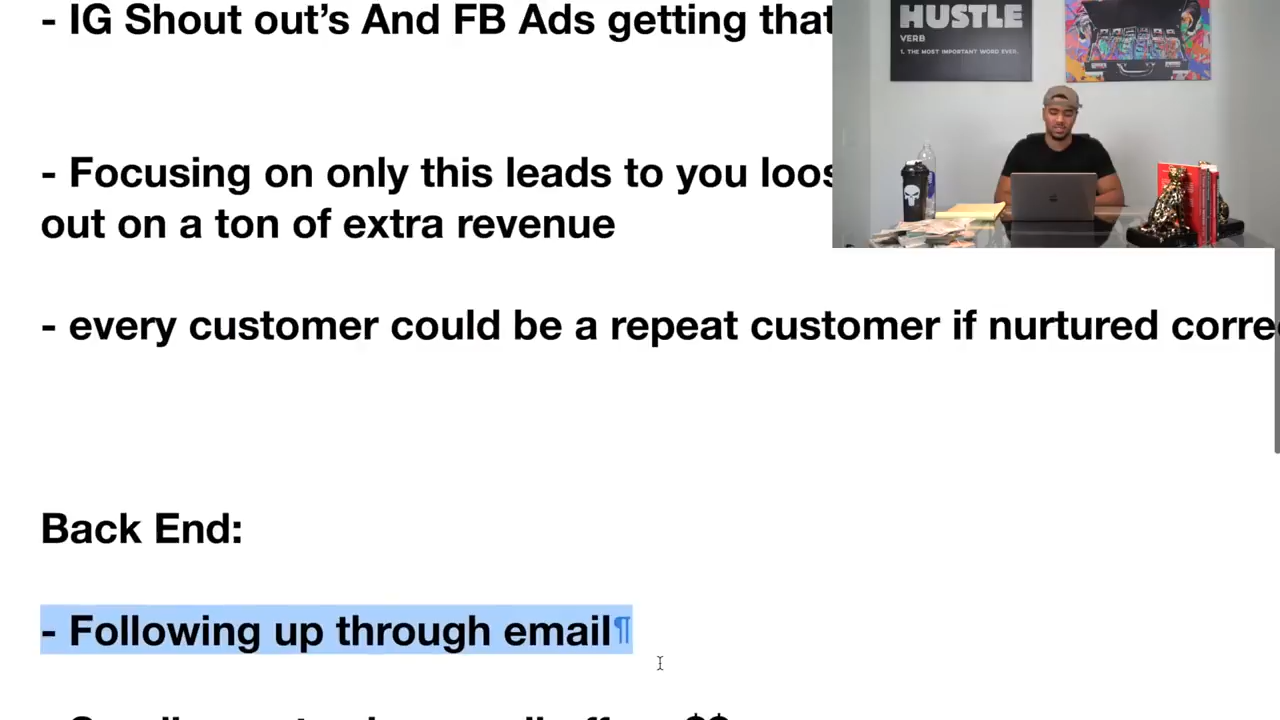 - IG Shout out’s And FB Ads getting that
HUSTLE
VERB
1. THE MOST IMPORTANT WORD EVER.
- Focusing on only this leads to you loos
out on a ton of extra revenue
- every customer could be a repeat customer if nurtured corre
Back End:
- Following up through email¶